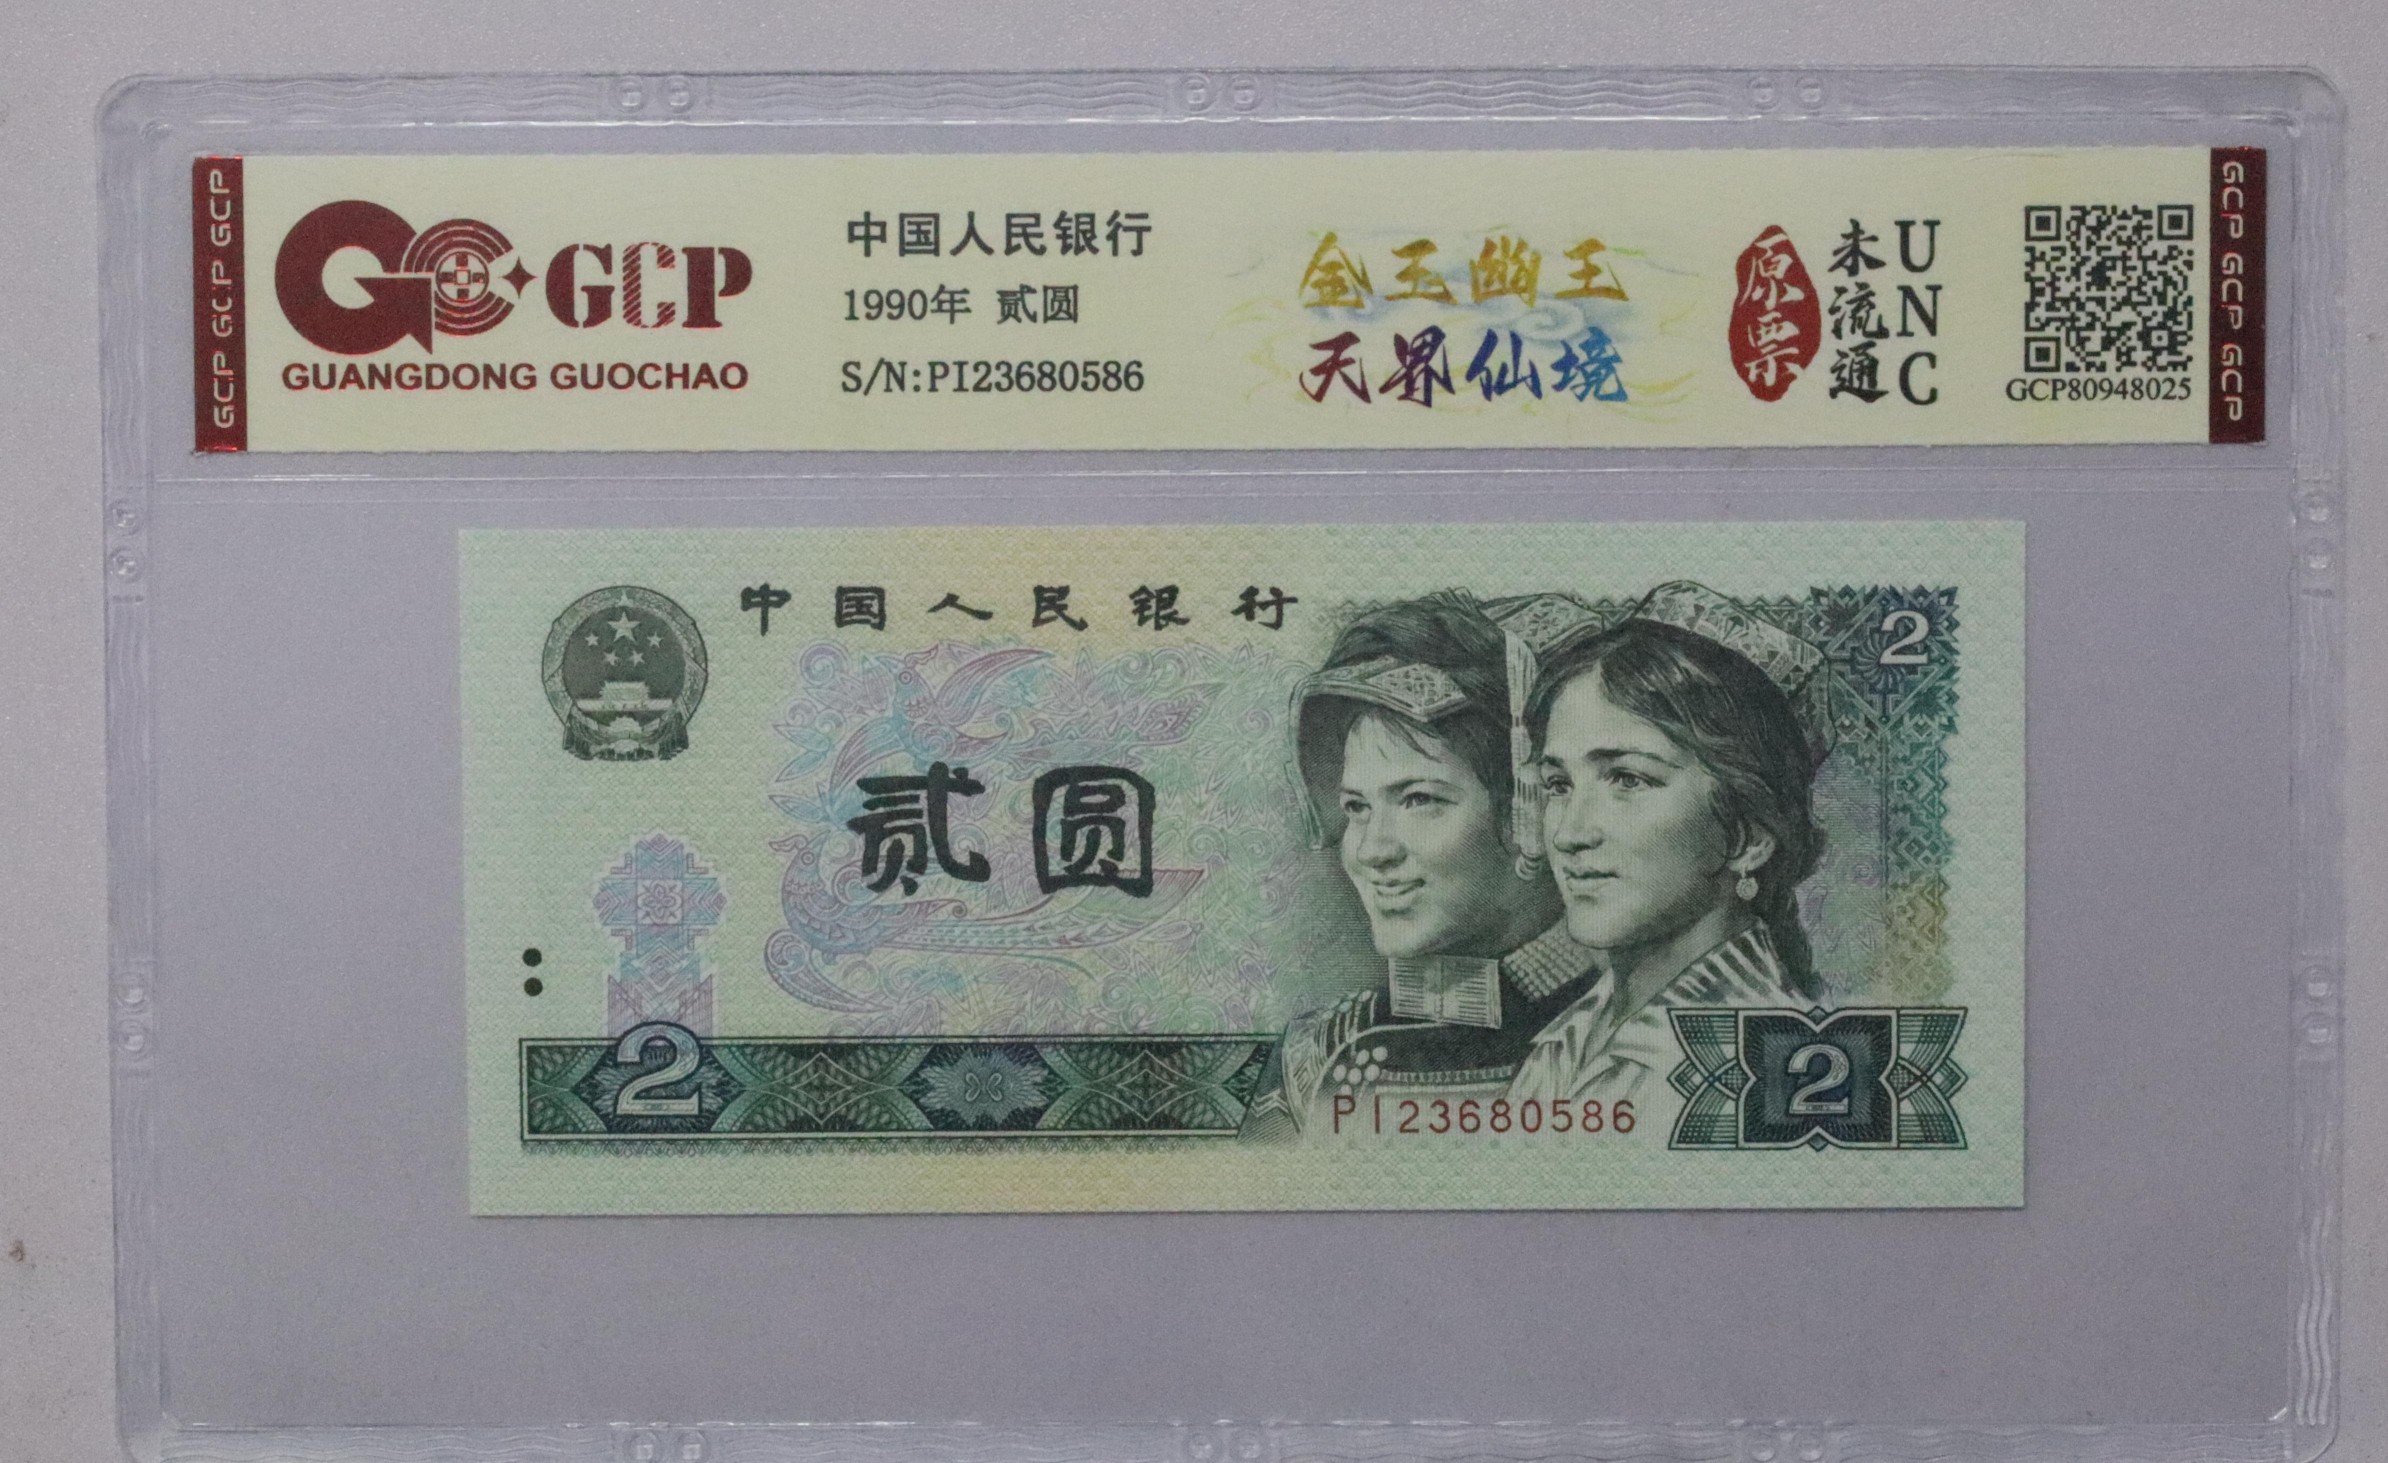 GCP GCP GCP
GCP
GUANGDONG GUOCHAO
中国人民银行
1990年 贰圆
S/N:PI23680586
金玉幽王
天界仙境
原票
未流通
UNC
GCP80948025
GCP GCP GCP
中国人民银行
2
贰圆
2
PI23680586
2